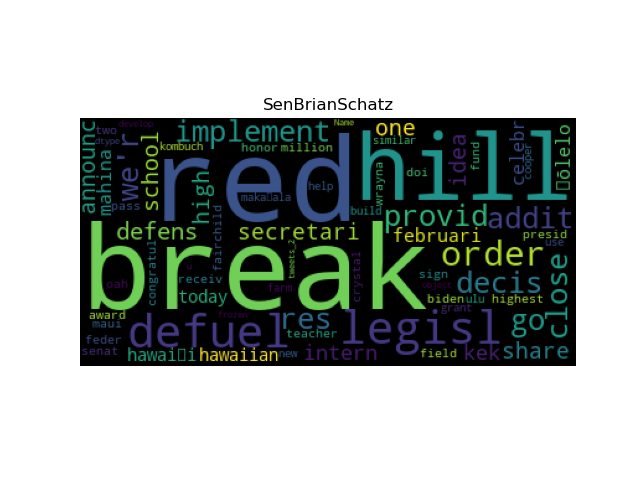 SenBrianSchatz
announc
mahina
two
dtype
develop
we'r
pass
school
kombuch
implement
high
honor
million
Name
one
similar
doi
idea
fund
celebr
cooper
ʻōlelo
red
hill
makaʻala
help
build
wrayna
provid
addit
defens
secretari
februari
presid
use
break
order
congratul
fairchild
tweets_2
crystal
sign
decis
close
oah
receiv
today
farm
object
biden
ulu
highest
award
maui
feder
senat
frozen
defuel
res
legisl
grant
go
teacher
hawaiʻi
hawaiian
new
intern
field
kek
share